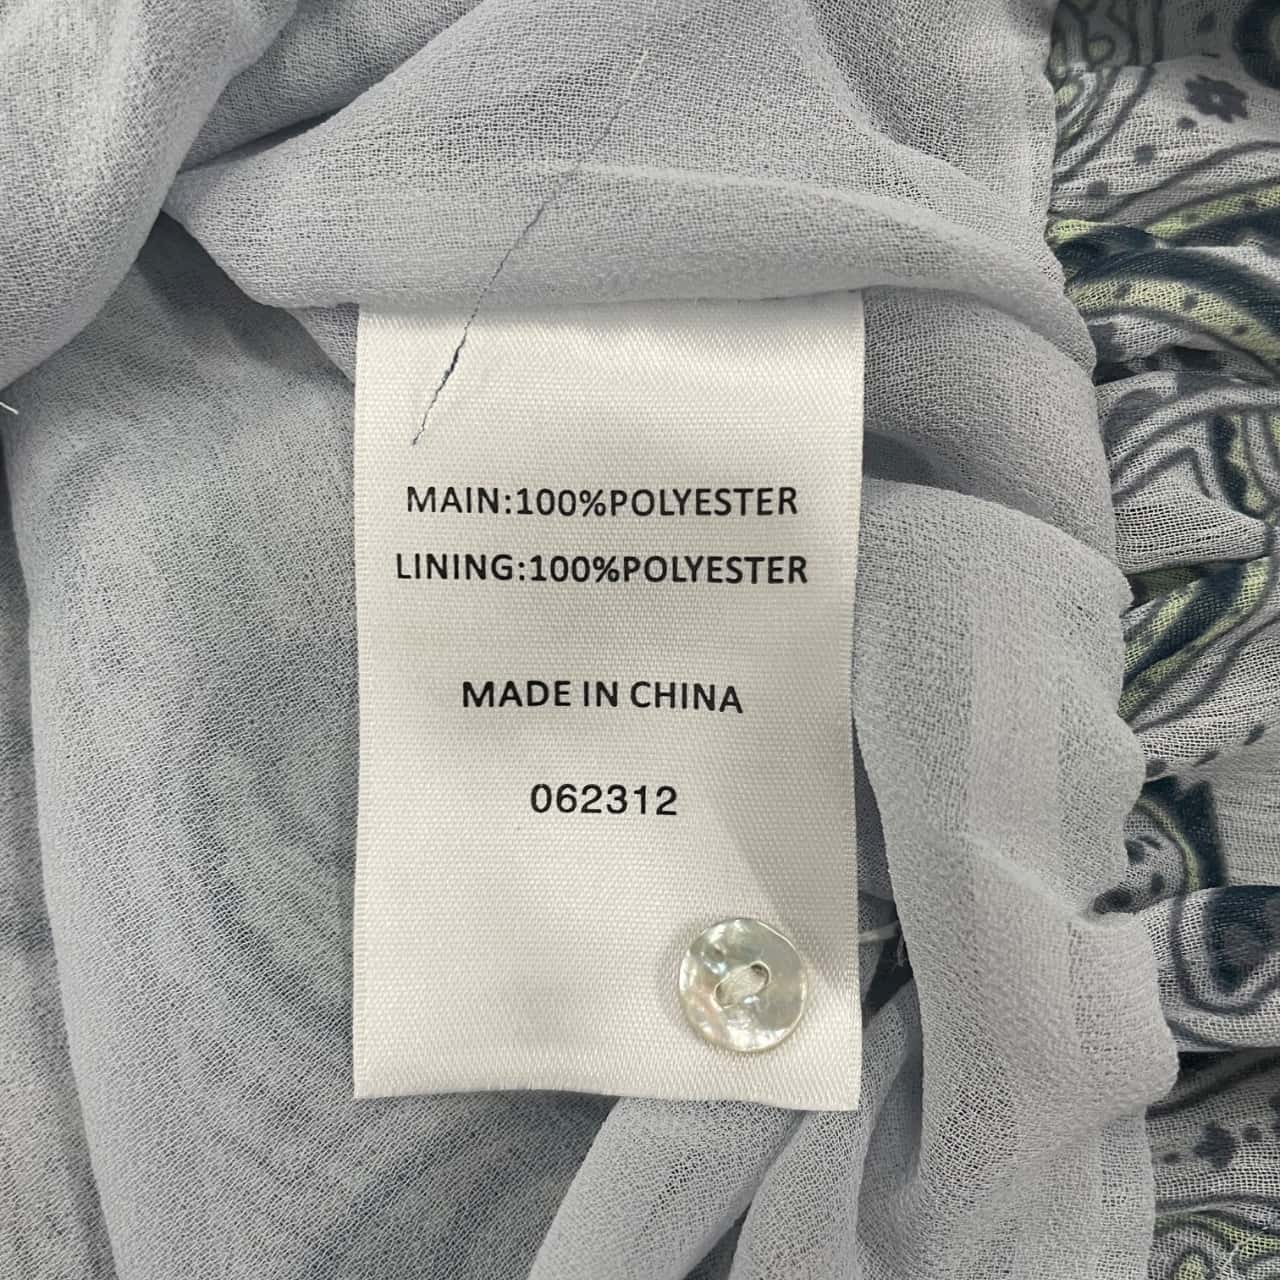 MAIN:100%POLYESTER
LINING:100%POLYESTER
MADE IN CHINA
062312